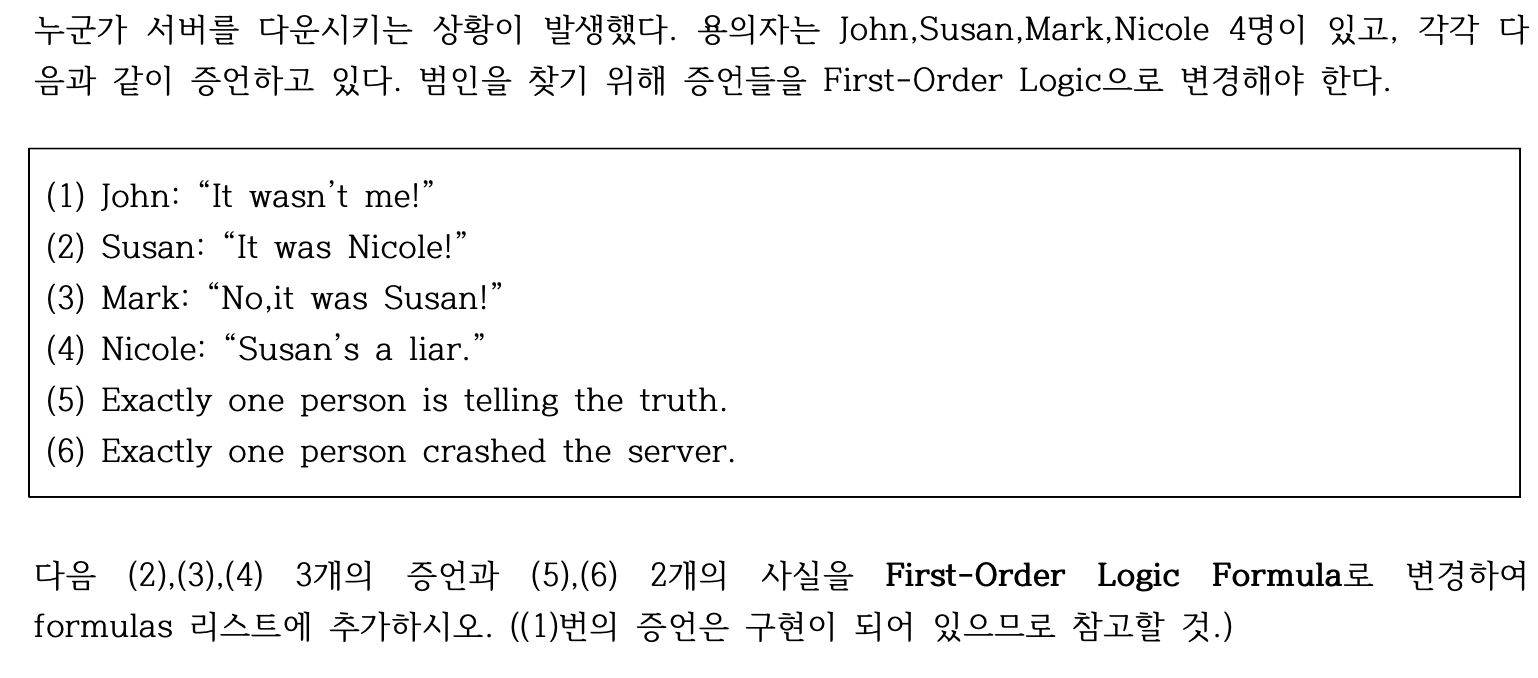 누군가 서버를 다운시키는 상황이 발생했다. 용의자는 John,Susan,Mark,Nicole 4명이 있고, 각각 다
음과 같이 증언하고 있다. 범인을 찾기 위해 증언들을 First-Order Logic으로 변경해야 한다.
(1) John: “It wasn’t me!”
(2) Susan: “It was Nicole!”
(3) Mark: “No,it was Susan!”
(4) Nicole: “Susan’s a liar.”
(5) Exactly one person is telling the truth.
(6) Exactly one person crashed the server.
다음 (2),(3),(4) 3개의 증언과 (5),(6) 2개의 사실을 First-Order Logic Formula로 변경하여
formulas 리스트에 추가하시오. ((1)번의 증언은 구현이 되어 있으므로 참고할 것.)